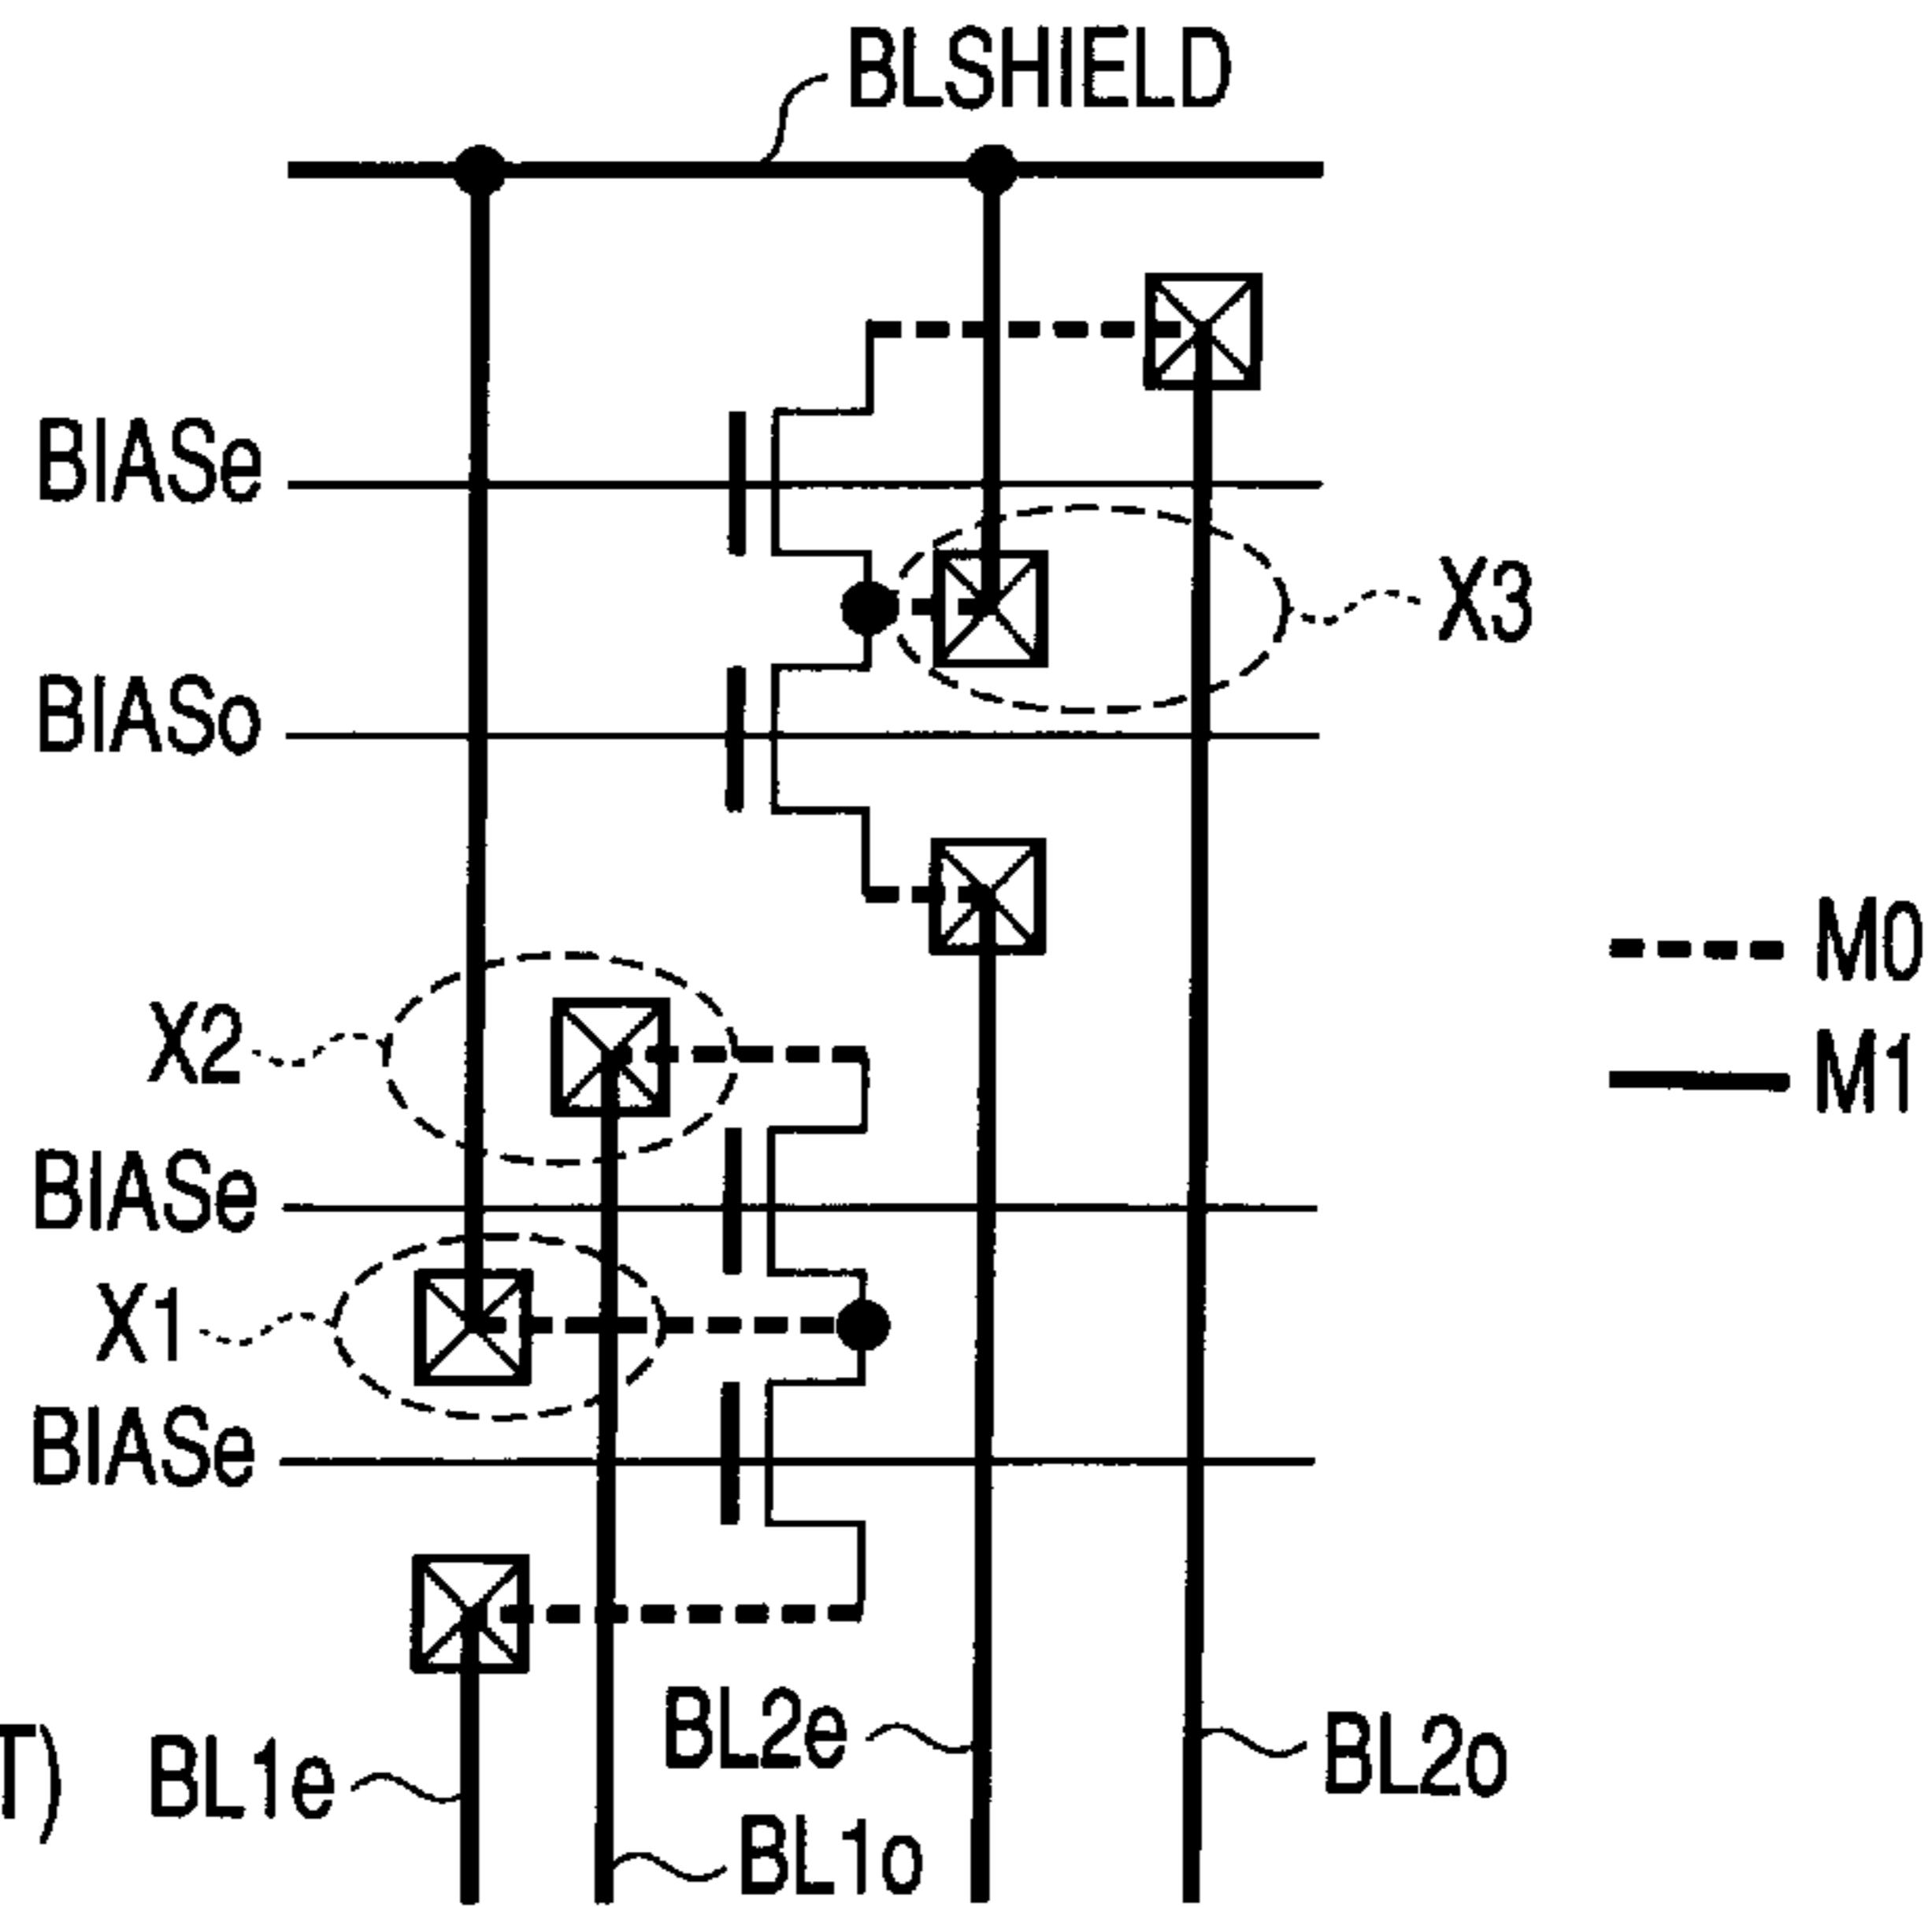 BLSHIELD
BIASe
X3
BIASo
M0
X2
M1
BIASe
X1
BIASe
BL2e
BL2o
T)
BL1e
BL1o